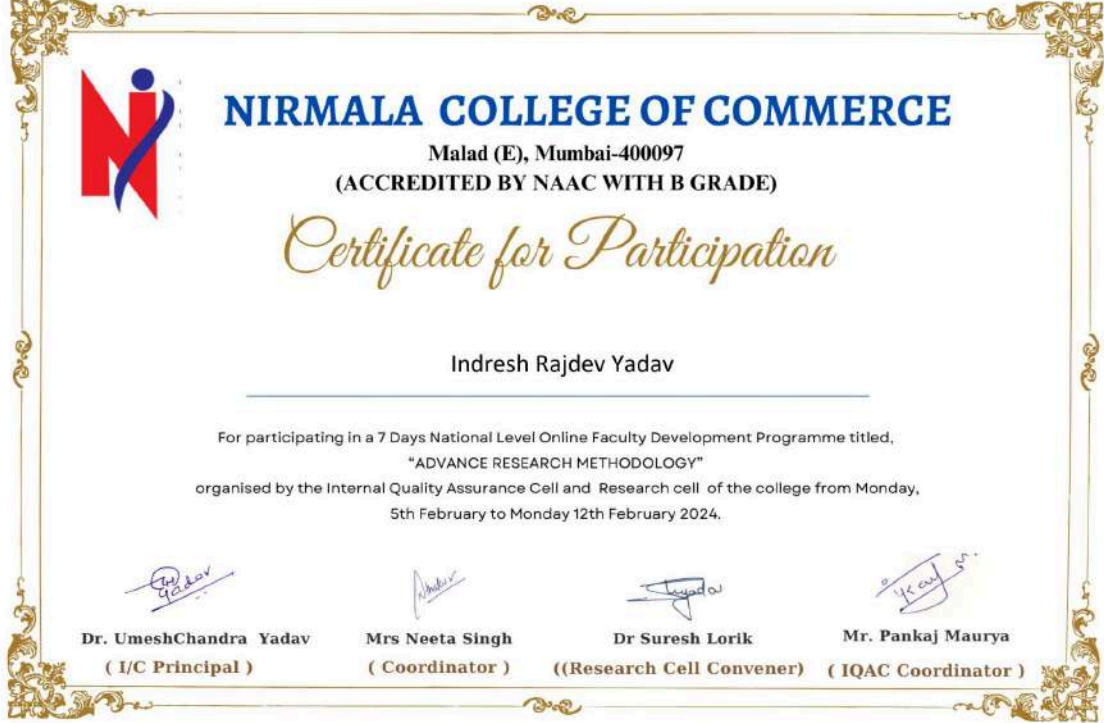 NIRMALA COLLEGE OF COMMERCE
Malad (E), Mumbai-400097
(ACCREDITED BY NAAC WITH B GRADE)
Certificate for Participation
Indresh Rajdev Yadav
For participating in a 7 Days National Level Online Faculty Development Programme titled,
“ADVANCE RESEARCH METHODOLOGY”
organised by the Internal Quality Assurance Cell and Research cell of the college from Monday,
5th February to Monday 12th February 2024.
Dr. UmeshChandra Yadav Mrs Neeta Singh Dr Suresh Lorik Mr. Pankaj Maurya
( I/C Principal ) ( Coordinator ) ((Research Cell Convener) ( IQAC Coordinator )